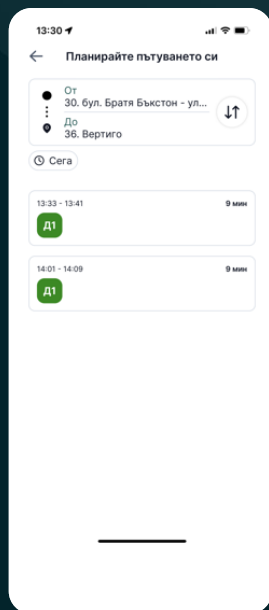 13:30
Планирайте пътуването си
От
30. бул. Братя Бъкстон - ул...
До
36. Вертиго
Сега
13:33 - 13:41 9 мин
Д1
14:01 - 14:09 9 мин
Д1